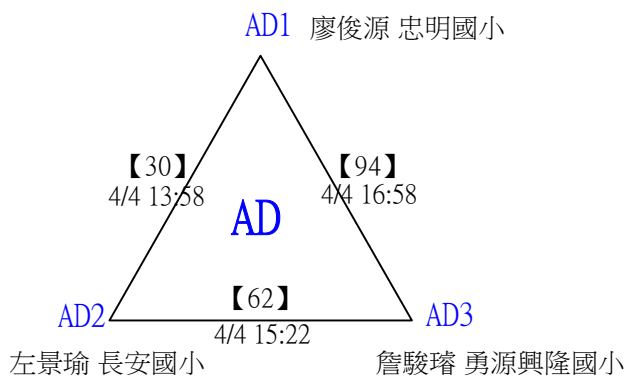 AD1 廖俊源 忠明國小
【30】
4/4 13:58
【94】
4/4 16:58
AD
【62】
4/4 15:22
AD2
AD3
左景瑜 長安國小
詹駿璿 勇源興隆國小